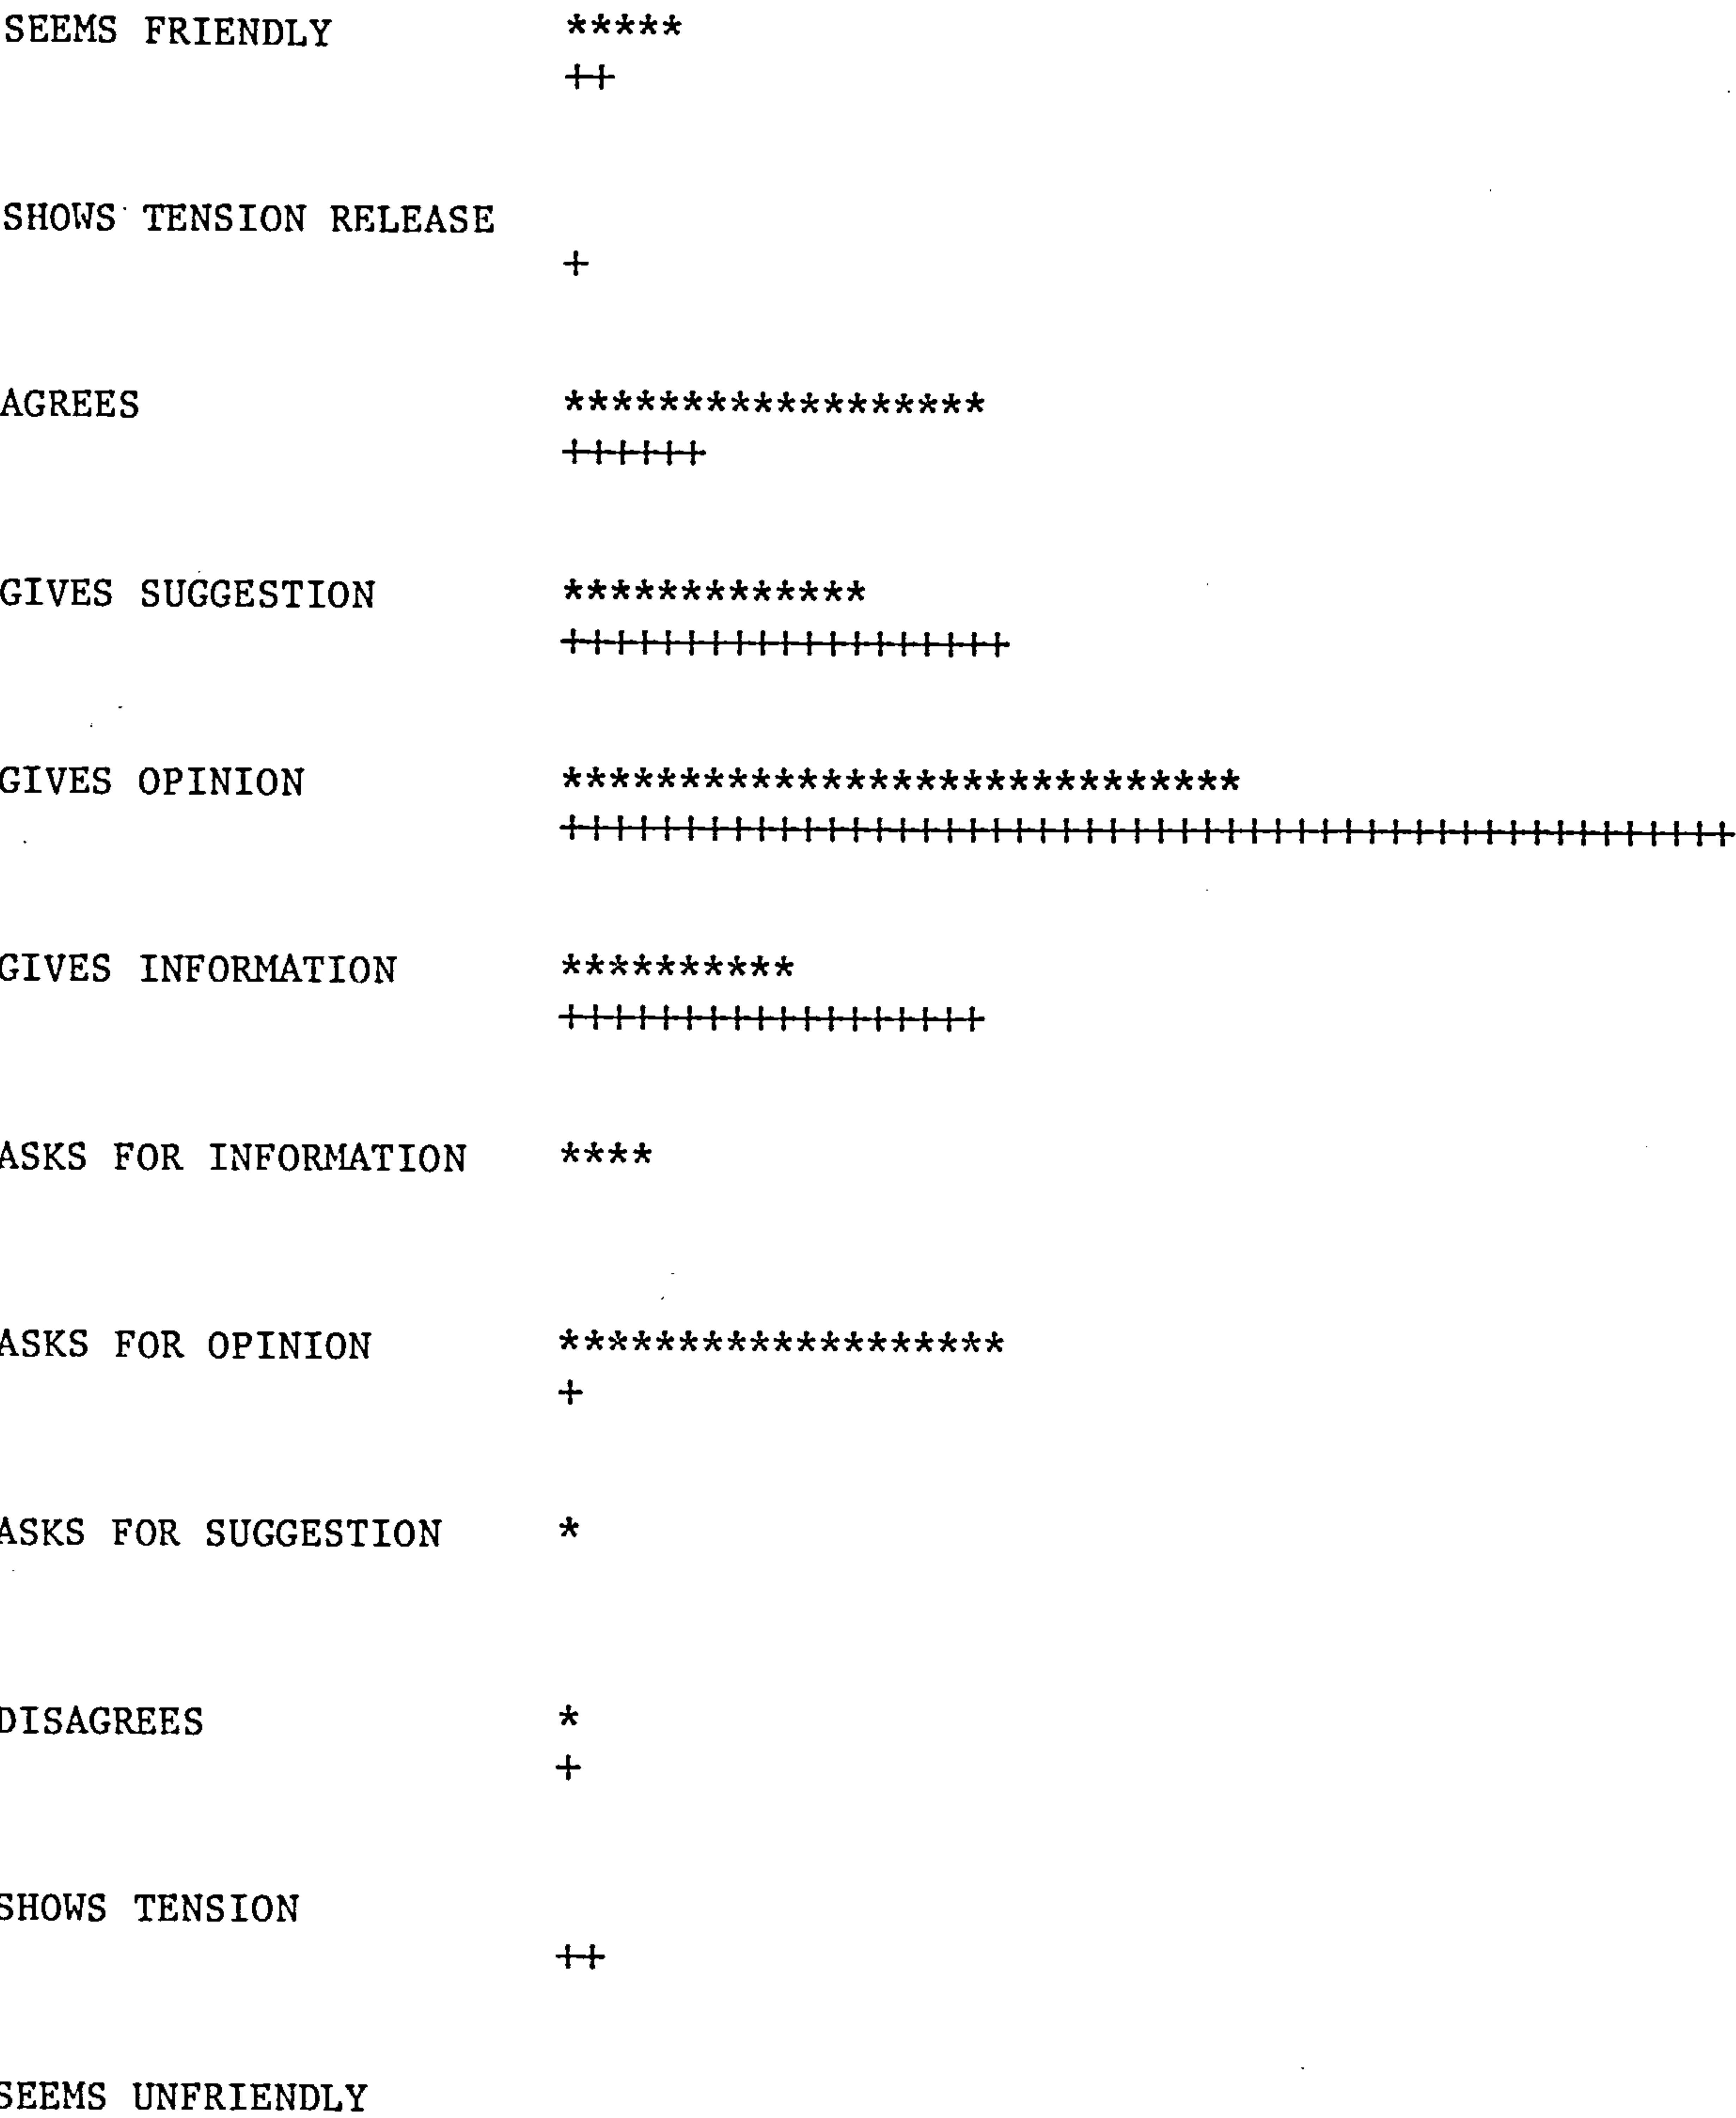 SEEMS FRIENDLY *****
++
SHOWS TENSION RELEASE
+
AGREES ******************
++++++
GIVES SUGGESTION *************
+++++++++++++++++++
GIVES OPINION *****************************
++++++++++++++++++++++++++++++++++++++++++++++++++
GIVES INFORMATION **********
++++++++++++++++++
ASKS FOR INFORMATION ****
ASKS FOR OPINION *******************
+
ASKS FOR SUGGESTION *
DISAGREES *
+
SHOWS TENSION
++
SEEMS UNFRIENDLY